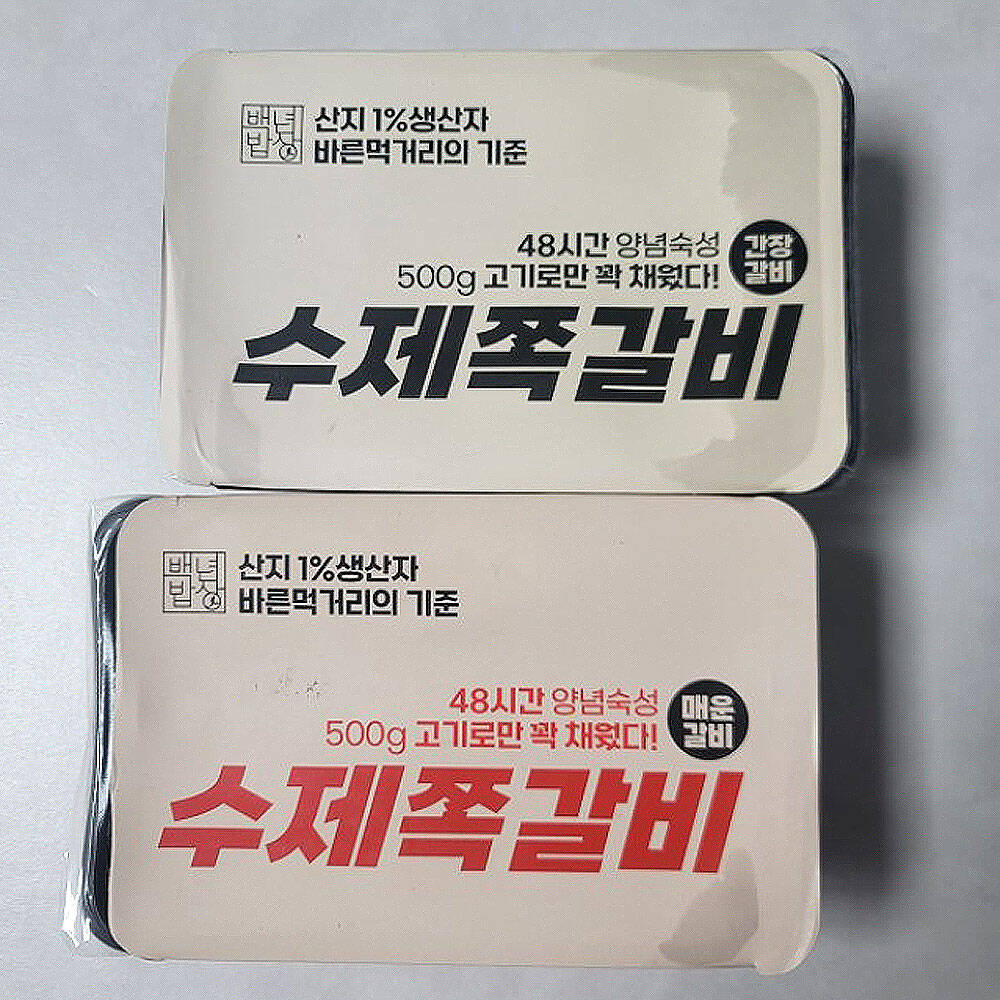 백년
밥상
산지 1%생산자
바른먹거리의 기준
48시간 양념숙성
500g 고기로만 꽉 채웠다!
간장
갈비
수제쪽갈비
백년
밥상
산지 1%생산자
바른먹거리의 기준
48시간 양념숙성
500g 고기로만 꽉 채웠다!
매운
갈비
수제쪽갈비